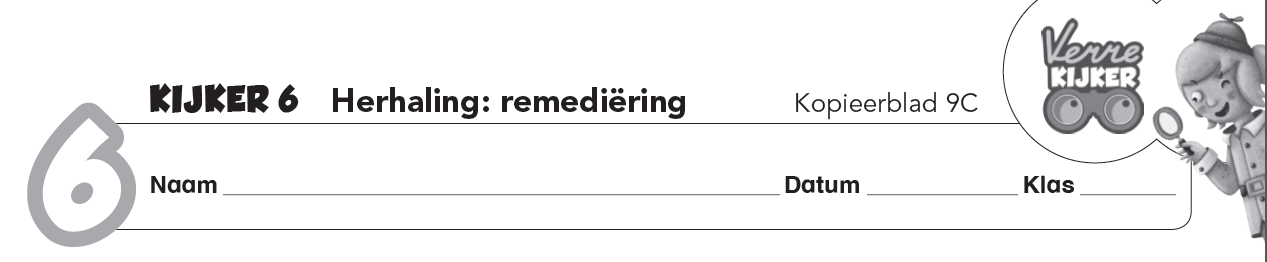 Verre
KIJKER
KIJKER 6 Herhaling: remediëring Kopieerblad 9C
6
Naam Datum Klas